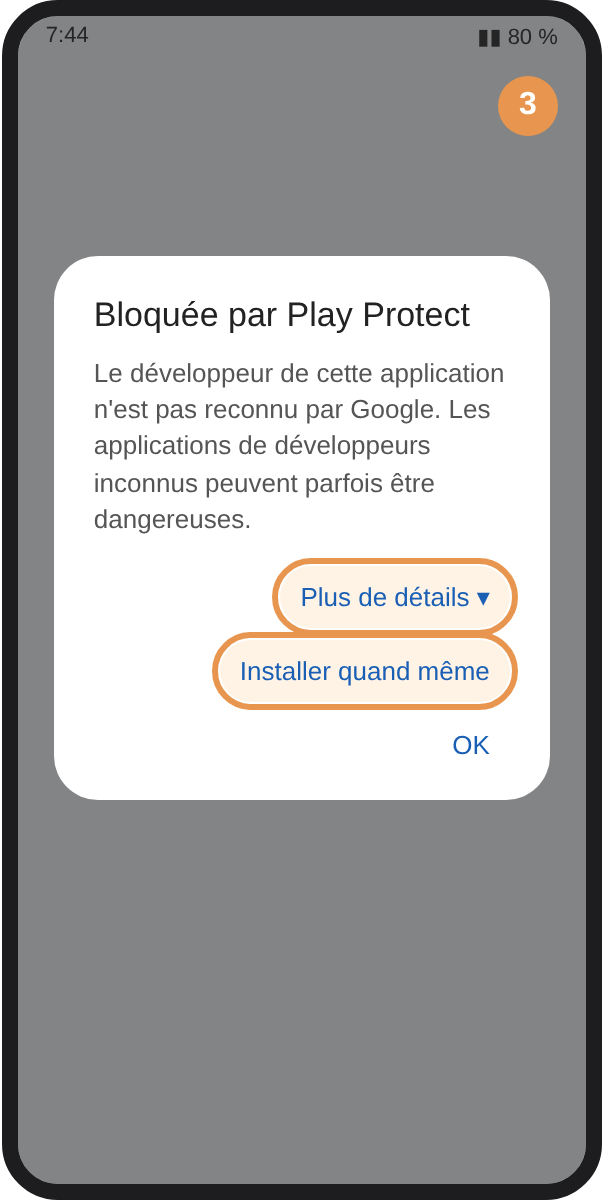 7:44
▮▮ 80 %
3
Bloquée par Play Protect
Le développeur de cette application
n'est pas reconnu par Google. Les
applications de développeurs
inconnus peuvent parfois être
dangereuses.
Plus de détails ▾
Installer quand même
OK